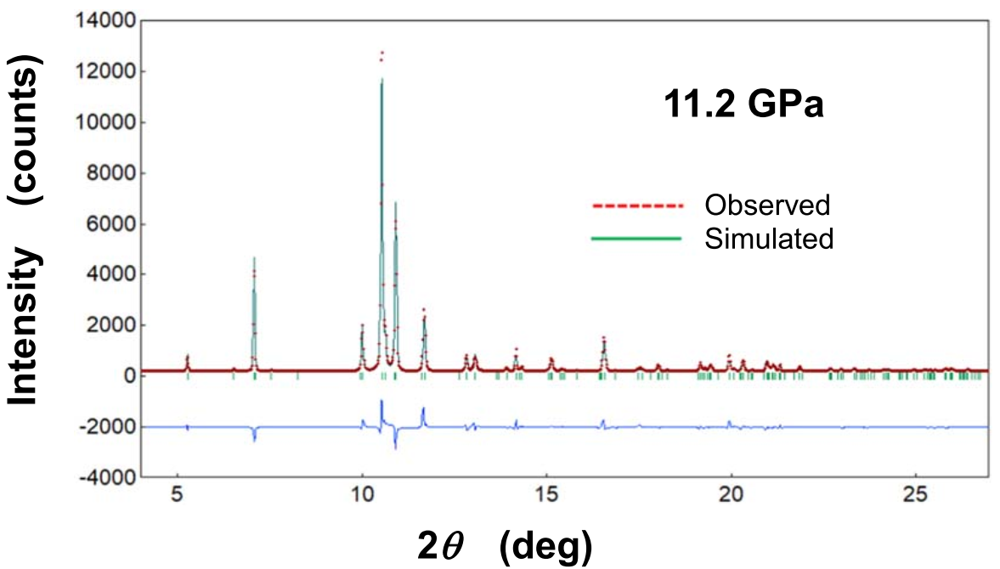 14000
12000
10000
8000
6000
4000
2000
0
-2000
-4000
Intensity (counts)
11.2 GPa
Observed
Simulated
5 10 15 20 25
2θ (deg)